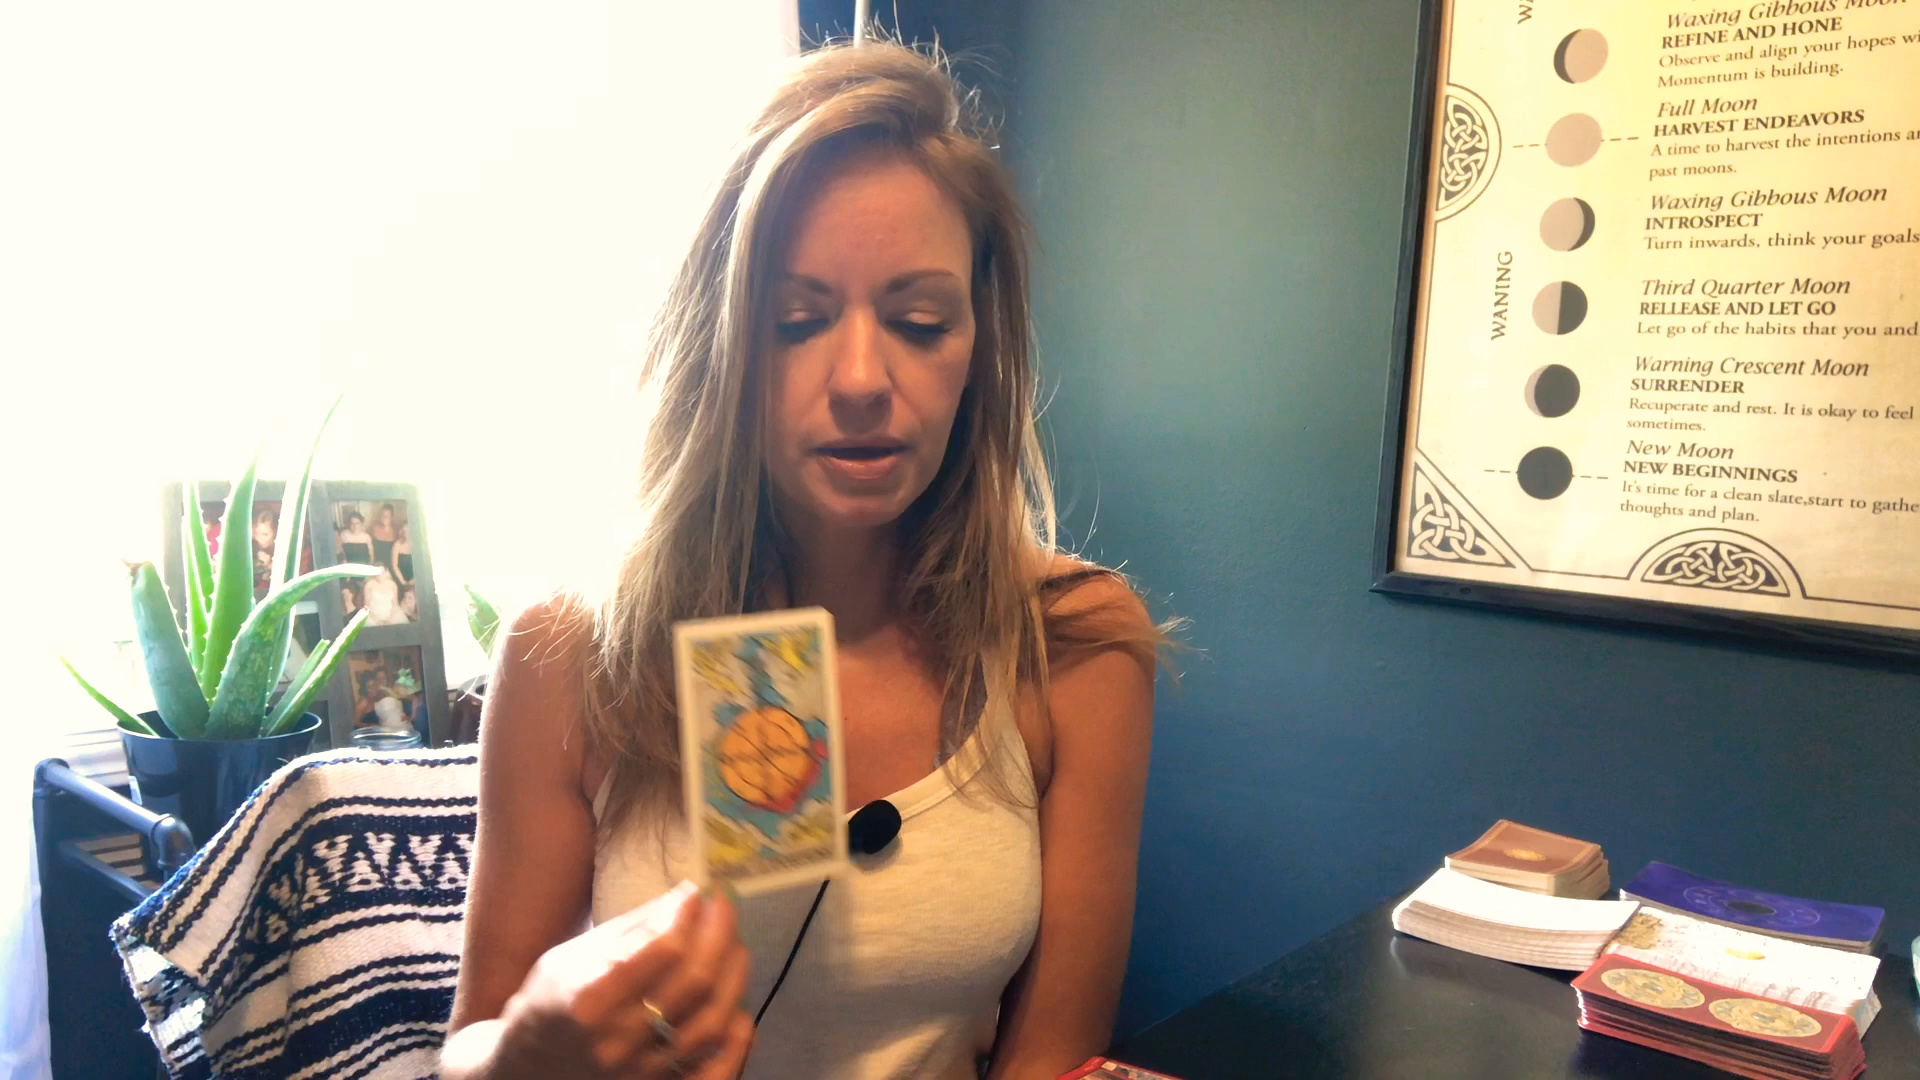 Waxing Gibbous Moon
REFINE AND HONE
Observe and align your hopes wi
Momentum is building.
Full Moon
HARVEST ENDEAVORS
A time to harvest the intentions an
past moons.
Waxing Gibbous Moon
INTROSPECT
Turn inwards, think your goals
WANING
Third Quarter Moon
RELLEASE AND LET GO
Let go of the habits that you and
Warning Crescent Moon
SURRENDER
Recuperate and rest. It is okay to feel
sometimes.
New Moon
NEW BEGINNINGS
It's time for a clean slate,start to gathe
thoughts and plan.